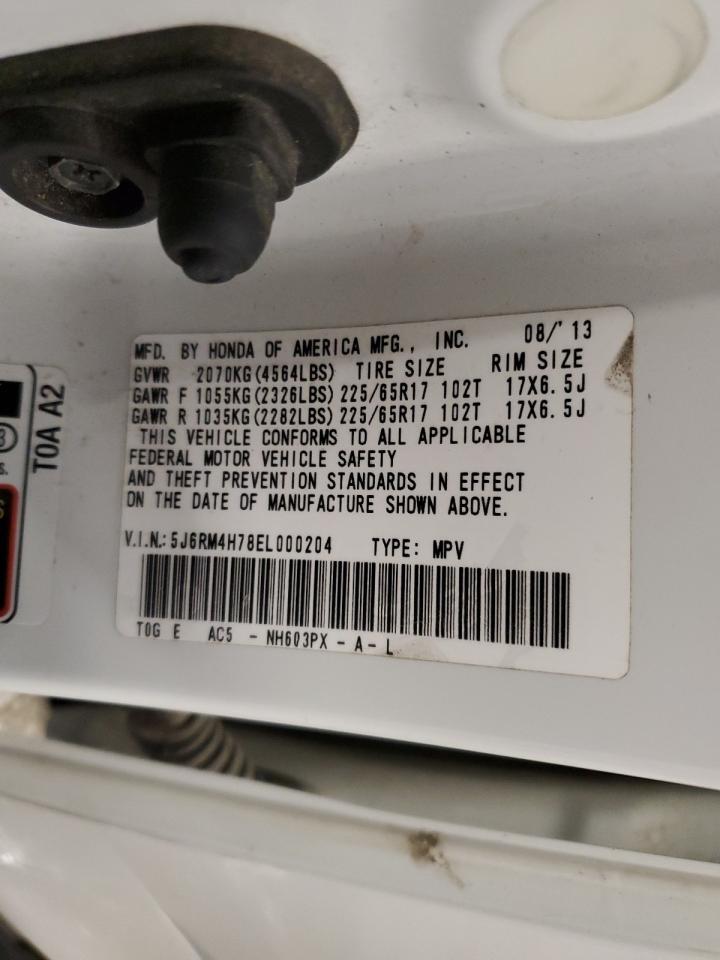 MFD. BY HONDA OF AMERICA MFG., INC. 08/'13
GVWR 2070KG(4564LBS) TIRE SIZE RIM SIZE
GAWR F 1055KG(2326LBS) 225/65R17 102T 17X6.5J
GAWR R 1035KG(2282LBS) 225/65R17 102T 17X6.5J
THIS VEHICLE CONFORMS TO ALL APPLICABLE
FEDERAL MOTOR VEHICLE SAFETY
AND THEFT PREVENTION STANDARDS IN EFFECT
ON THE DATE OF MANUFACTURE SHOWN ABOVE.
V.I.N.: 5J6RM4H78EL000204 TYPE: MPV
T0G E AC5 - NH603PX - A - L
T0A A2